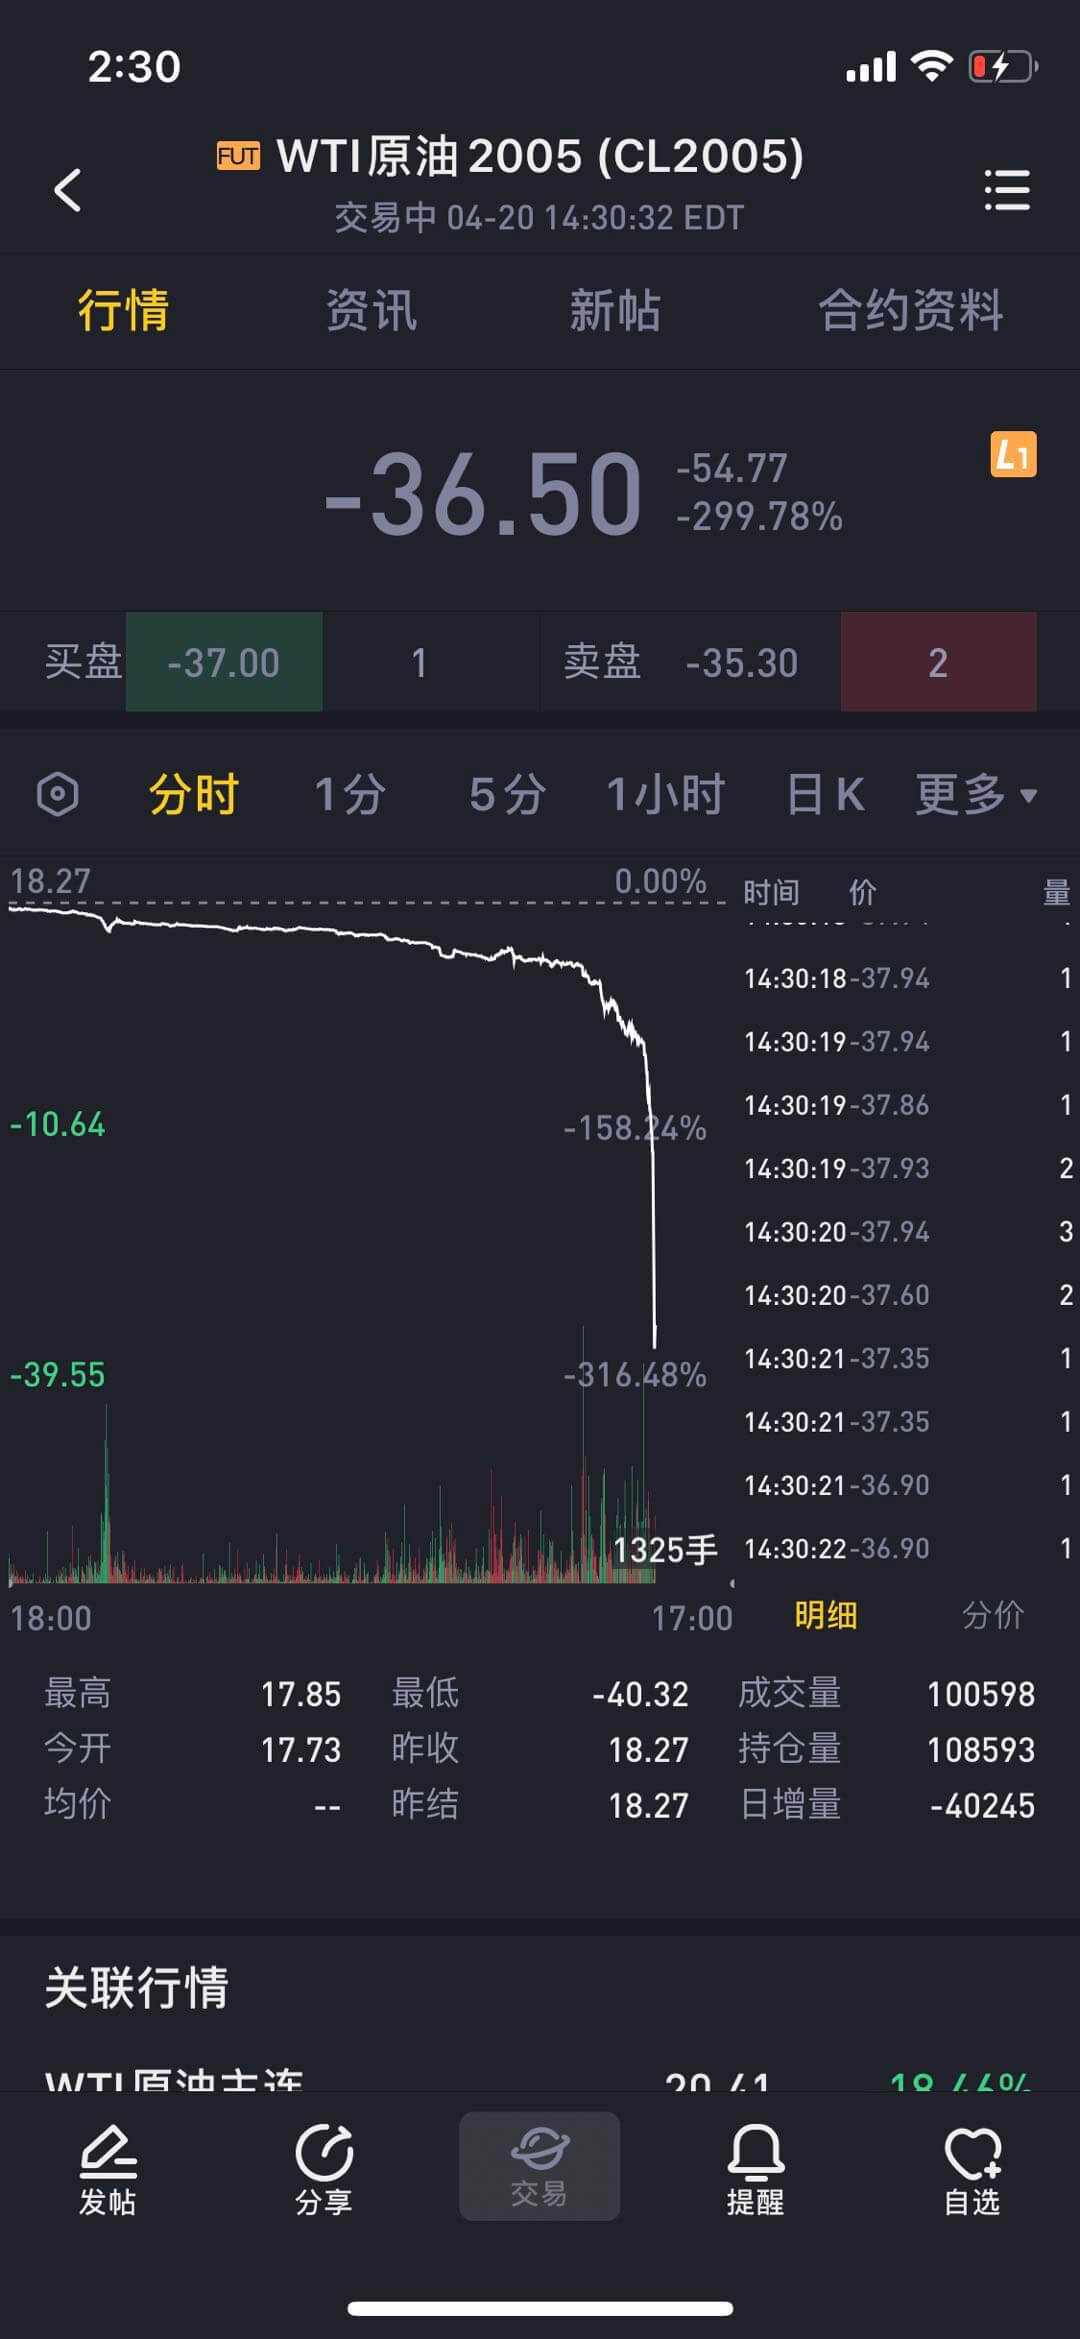 2:30
FUT WTI原油2005 (CL2005)
交易中 04-20 14:30:32 EDT
行情 资讯 新帖 合约资料
-36.50
-54.77
-299.78%
L1
买盘 -37.00 1 卖盘 -35.30 2
分时 1分 5分 1小时 日K 更多
18.27 0.00%
-10.64 -158.24%
-39.55 -316.48%
1325手
18:00 17:00
时间 价 量
14:30:18 -37.94 1
14:30:19 -37.94 1
14:30:19 -37.86 1
14:30:19 -37.93 2
14:30:20 -37.94 3
14:30:20 -37.60 2
14:30:21 -37.35 1
14:30:21 -37.35 1
14:30:21 -36.90 1
14:30:22 -36.90 1
明细 分价
最高 17.85 最低 -40.32 成交量 100598
今开 17.73 昨收 18.27 持仓量 108593
均价 -- 昨结 18.27 日增量 -40245
关联行情
WTI原油主连 20.41
发帖 分享 交易 提醒 自选